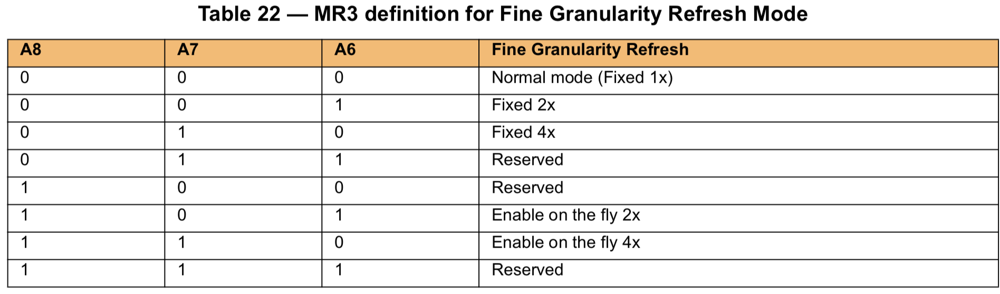 Table 22 — MR3 definition for Fine Granularity Refresh Mode
A8 A7 A6 Fine Granularity Refresh
0 0 0 Normal mode (Fixed 1x)
0 0 1 Fixed 2x
0 1 0 Fixed 4x
0 1 1 Reserved
1 0 0 Reserved
1 0 1 Enable on the fly 2x
1 1 0 Enable on the fly 4x
1 1 1 Reserved